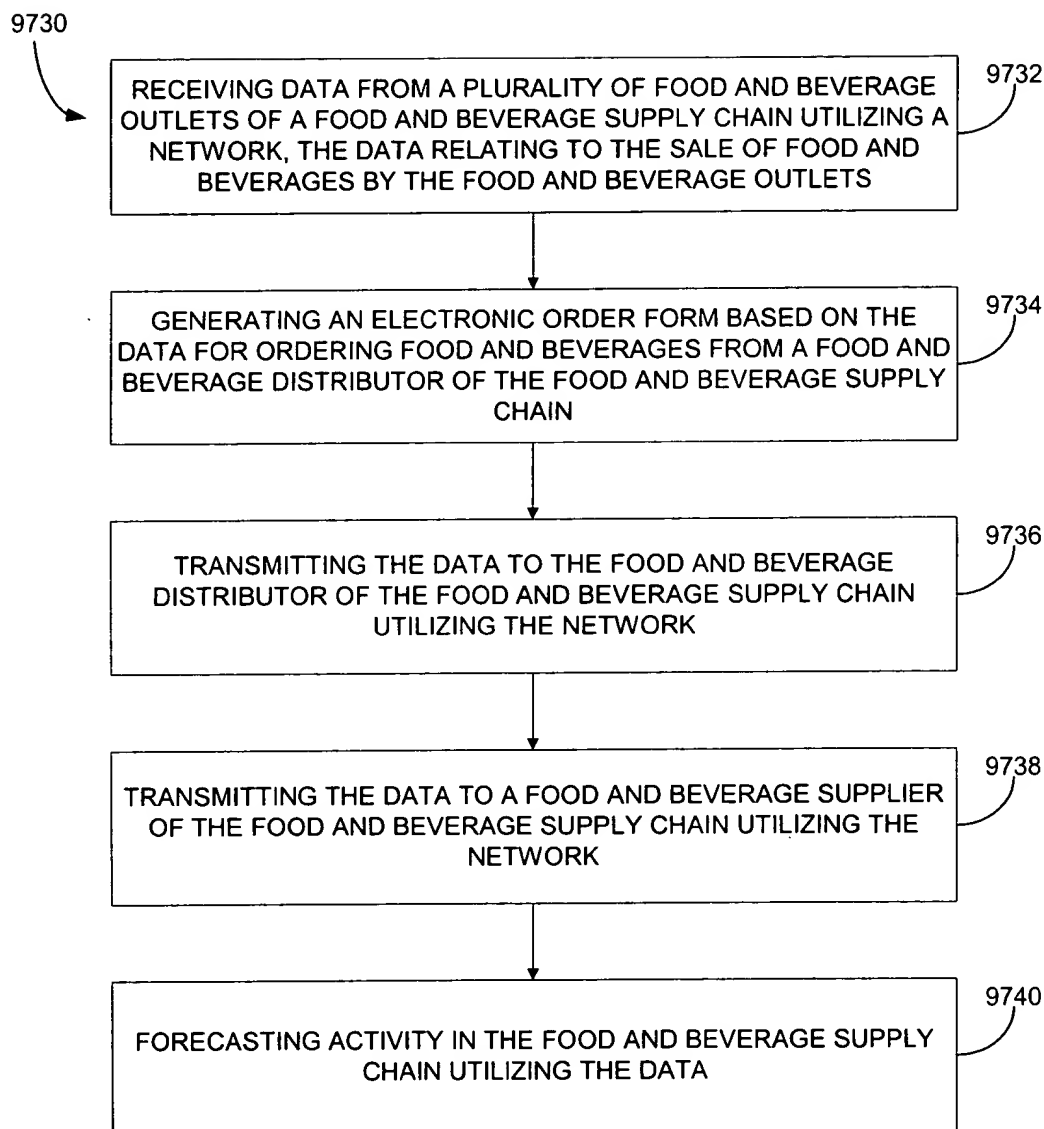 9730
RECEIVING DATA FROM A PLURALITY OF FOOD AND BEVERAGE
OUTLETS OF A FOOD AND BEVERAGE SUPPLY CHAIN UTILIZING A
NETWORK, THE DATA RELATING TO THE SALE OF FOOD AND
BEVERAGES BY THE FOOD AND BEVERAGE OUTLETS
9732
GENERATING AN ELECTRONIC ORDER FORM BASED ON THE
DATA FOR ORDERING FOOD AND BEVERAGES FROM A FOOD AND
BEVERAGE DISTRIBUTOR OF THE FOOD AND BEVERAGE SUPPLY
CHAIN
9734
TRANSMITTING THE DATA TO THE FOOD AND BEVERAGE
DISTRIBUTOR OF THE FOOD AND BEVERAGE SUPPLY CHAIN
UTILIZING THE NETWORK
9736
TRANSMITTING THE DATA TO A FOOD AND BEVERAGE SUPPLIER
OF THE FOOD AND BEVERAGE SUPPLY CHAIN UTILIZING THE
NETWORK
9738
FORECASTING ACTIVITY IN THE FOOD AND BEVERAGE SUPPLY
CHAIN UTILIZING THE DATA
9740